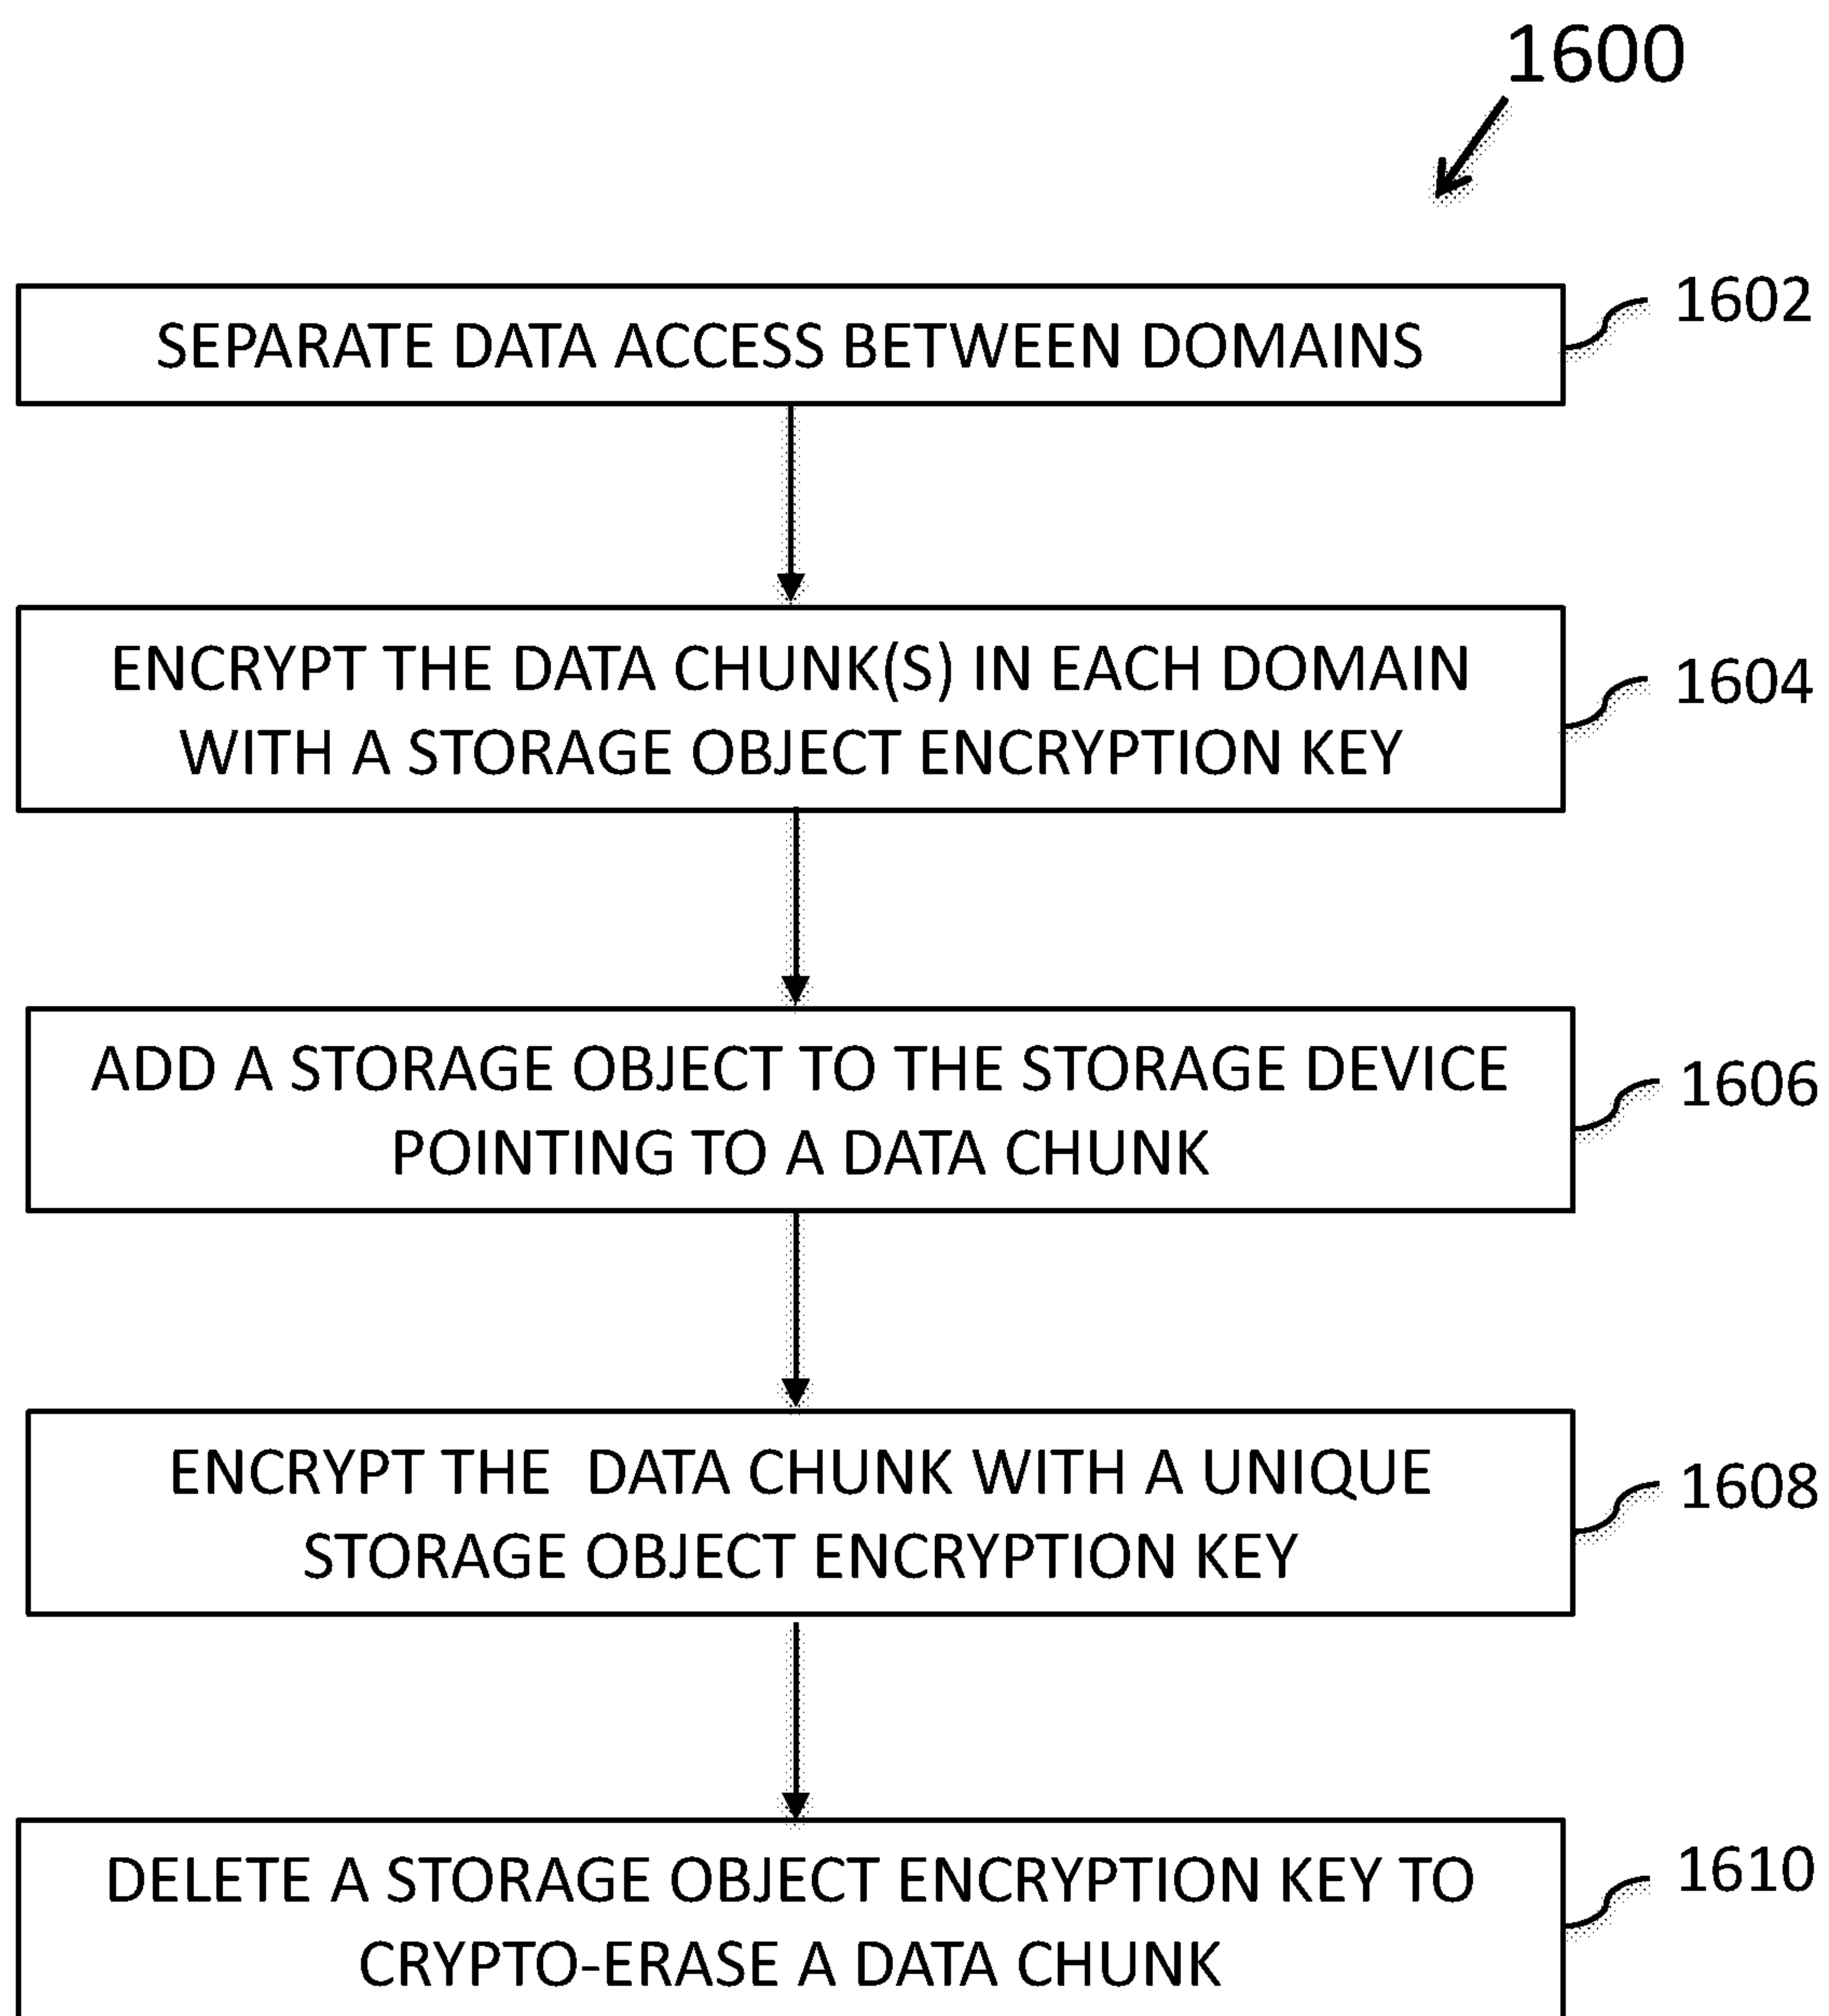 1600
SEPARATE DATA ACCESS BETWEEN DOMAINS
1602
ENCRYPT THE DATA CHUNK(S) IN EACH DOMAIN
WITH A STORAGE OBJECT ENCRYPTION KEY
1604
ADD A STORAGE OBJECT TO THE STORAGE DEVICE
POINTING TO A DATA CHUNK
1606
ENCRYPT THE DATA CHUNK WITH A UNIQUE
STORAGE OBJECT ENCRYPTION KEY
1608
DELETE A STORAGE OBJECT ENCRYPTION KEY TO
CRYPTO-ERASE A DATA CHUNK
1610